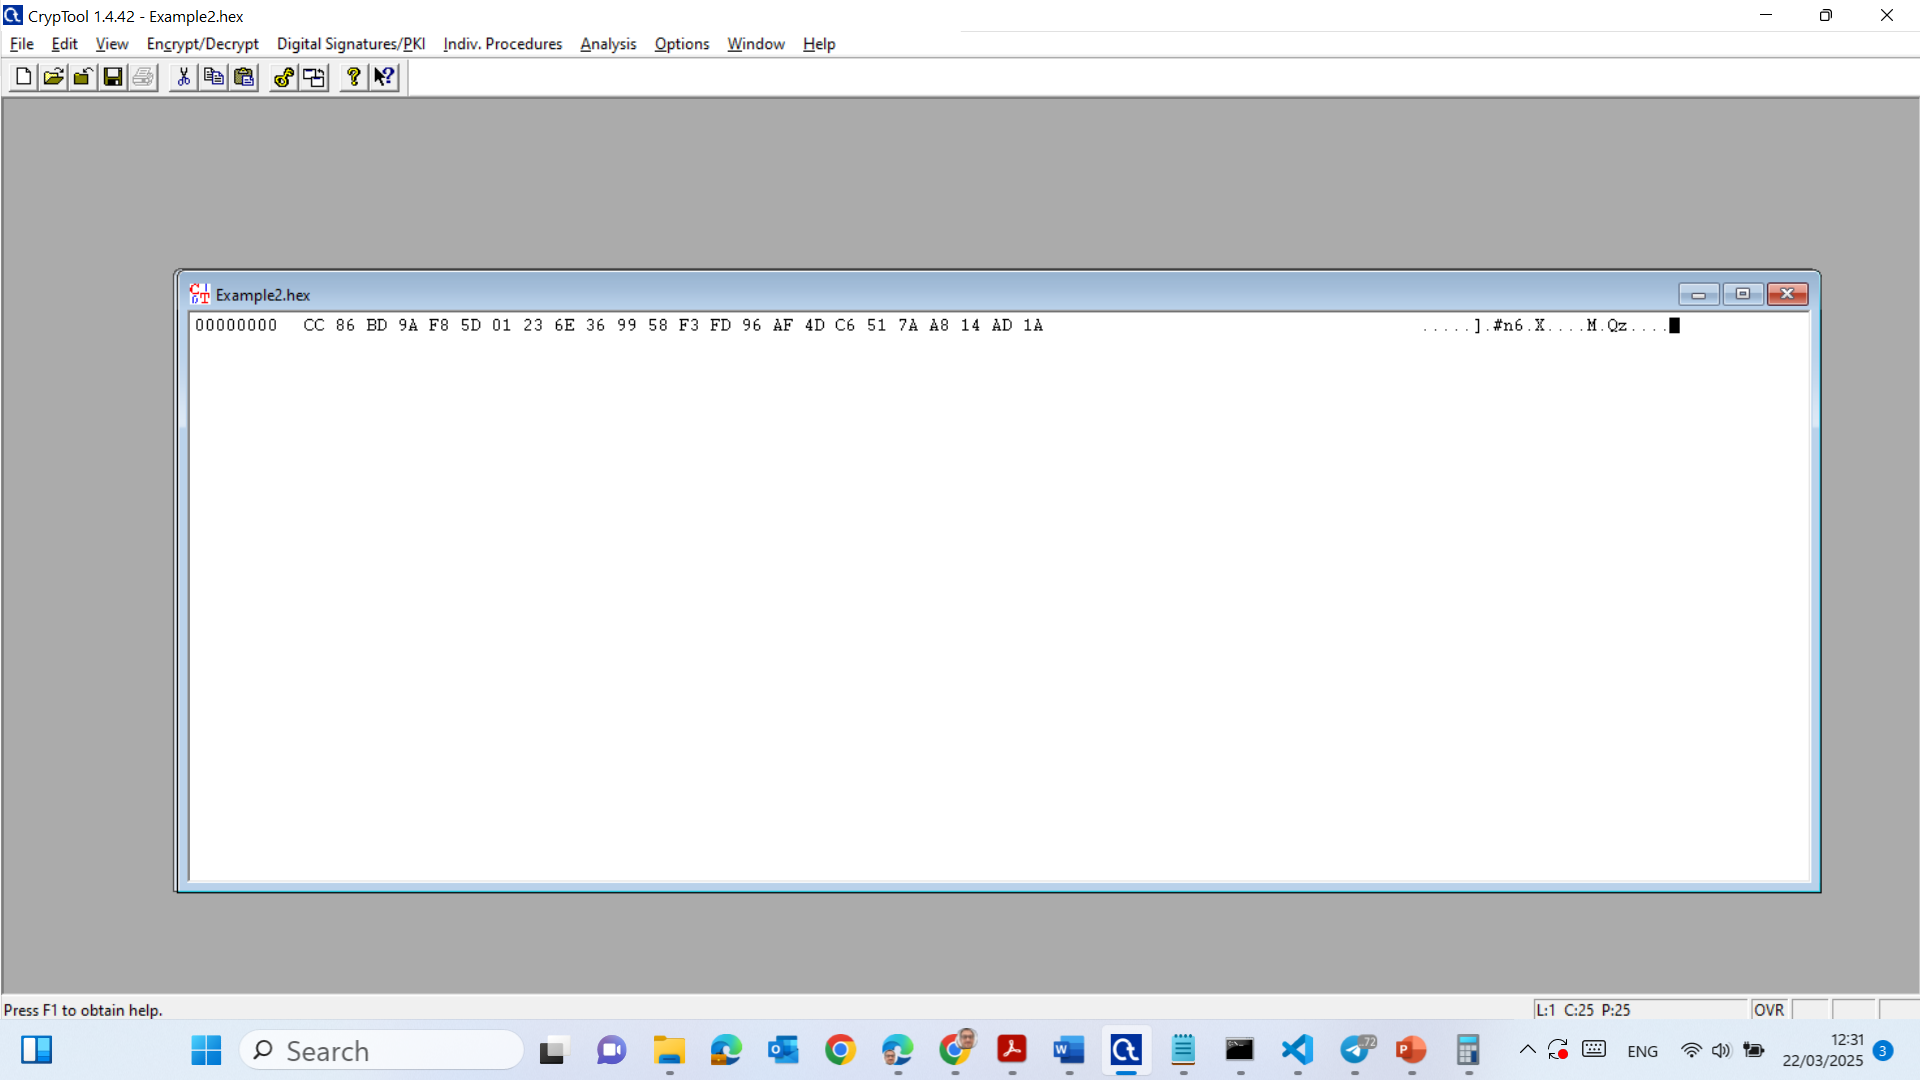 CrypTool 1.4.42 - Example2.hex
File Edit View Encrypt/Decrypt Digital Signatures/PKI Indiv. Procedures Analysis Options Window Help
Example2.hex
00000000 CC 86 BD 9A F8 5D 01 23 6E 36 99 58 F3 FD 96 AF 4D C6 51 7A A8 14 AD 1A .....].#n6.X....M.Qz....
Press F1 to obtain help.
L:1 C:25 P:25 OVR
Search
72
ENG
12:31
22/03/2025
3